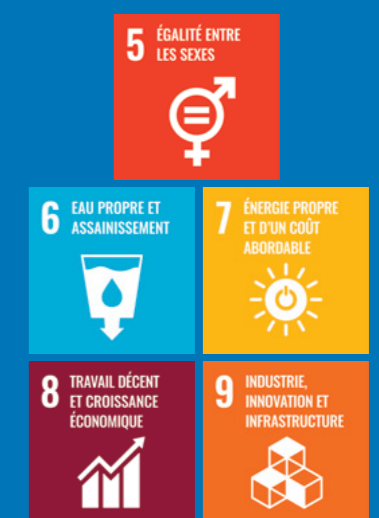 5 ÉGALITÉ ENTRE
LES SEXES
6 EAU PROPRE ET
ASSAINISSEMENT
7 ÉNERGIE PROPRE
ET D'UN COÛT
ABORDABLE
8 TRAVAIL DÉCENT
ET CROISSANCE
ÉCONOMIQUE
9 INDUSTRIE,
INNOVATION ET
INFRASTRUCTURE